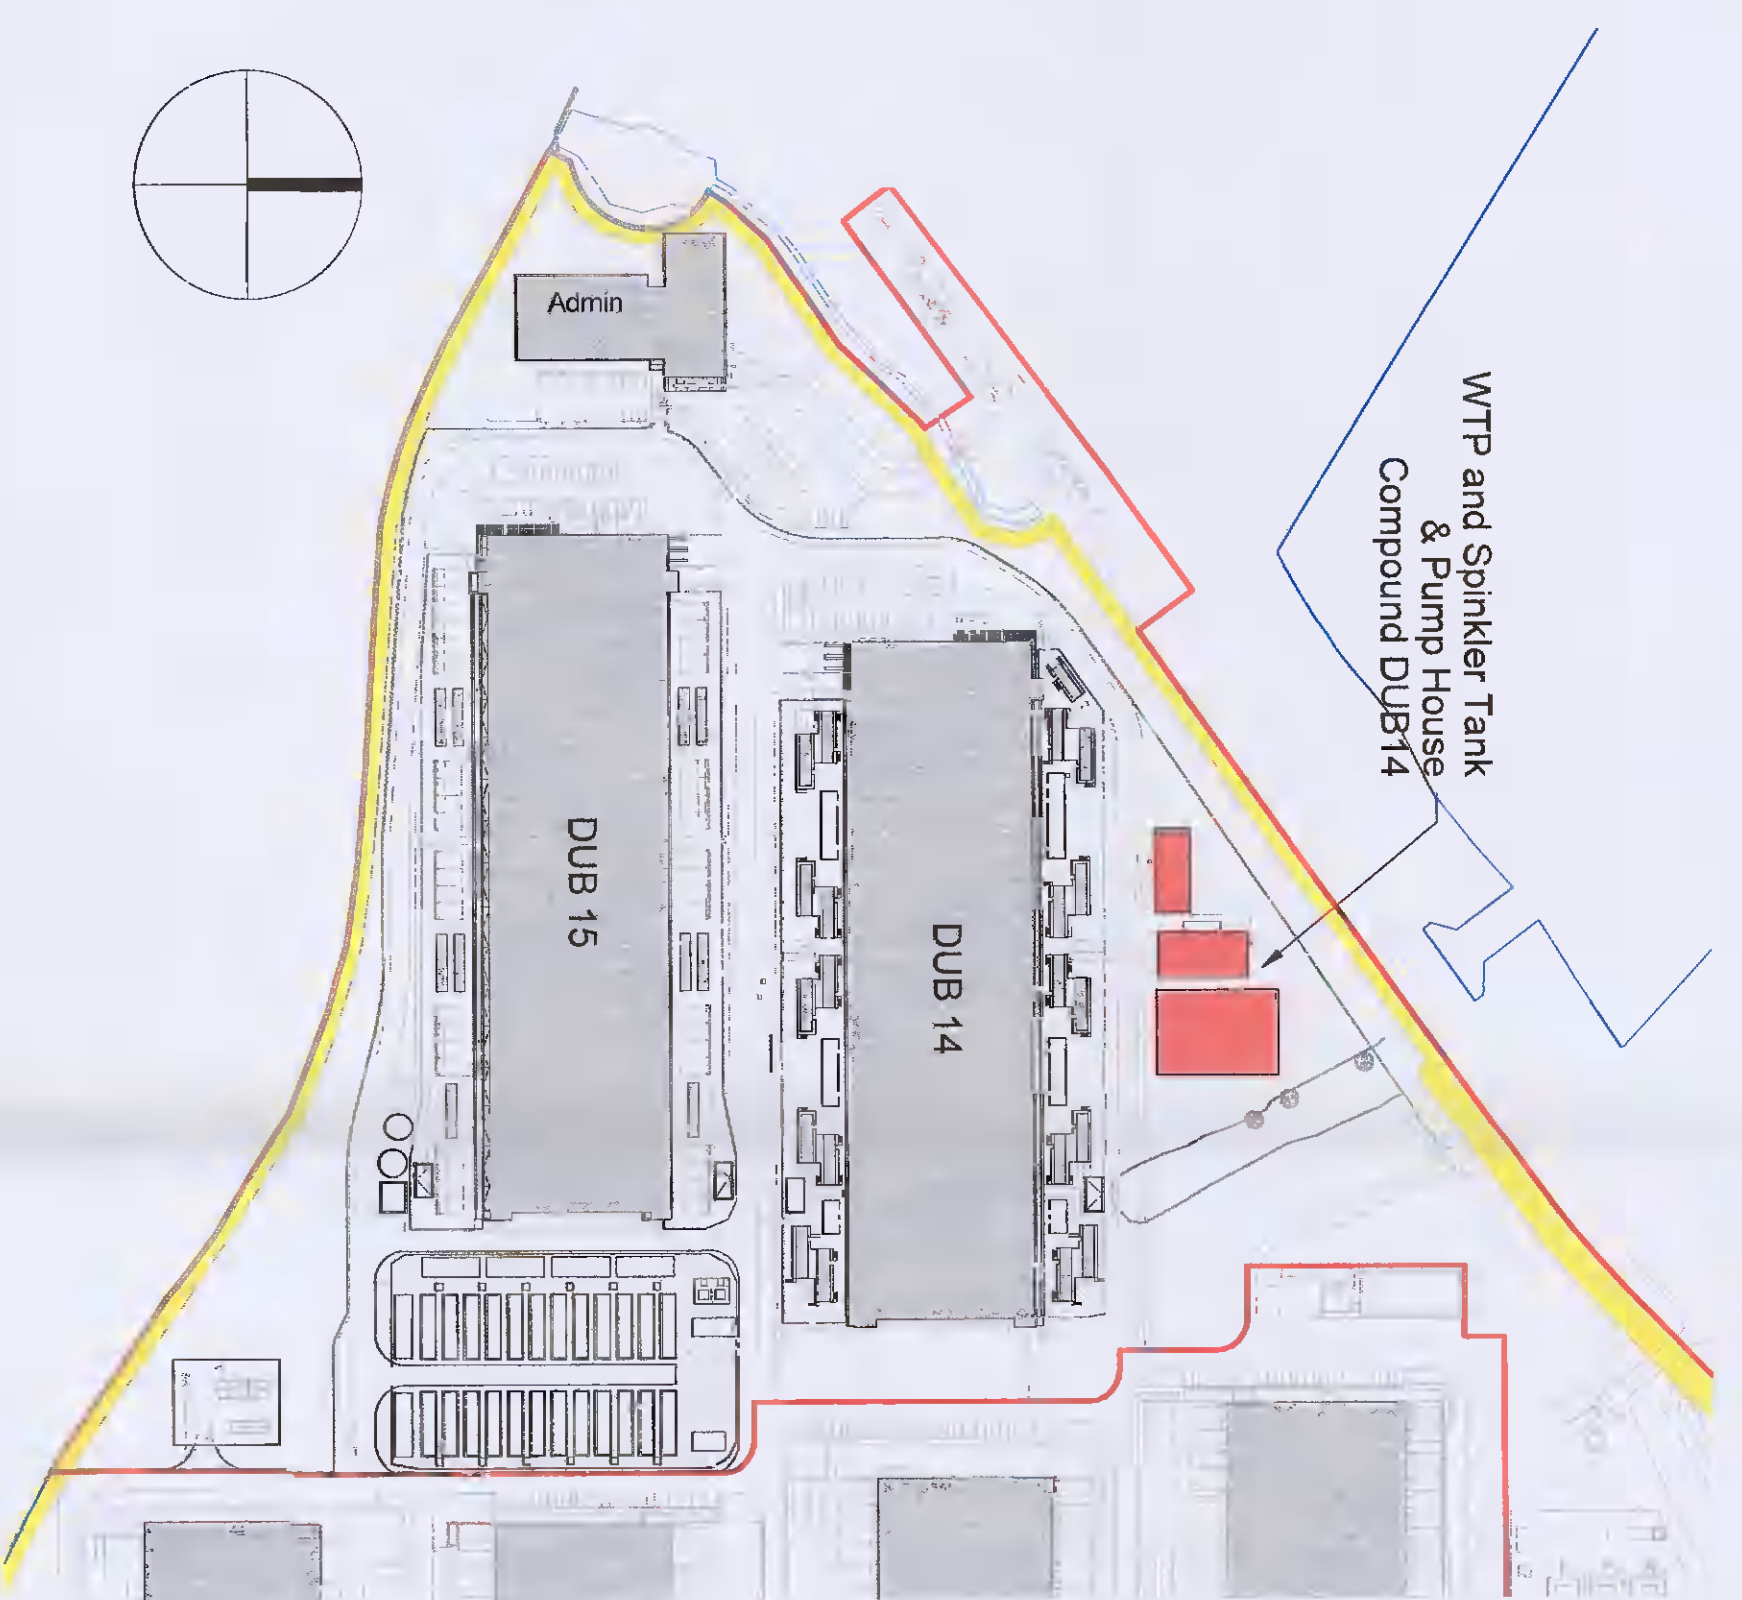 Admin
WTP and Spinkler Tank
& Pump House
Compound DUB14
DUB 15
DUB 14